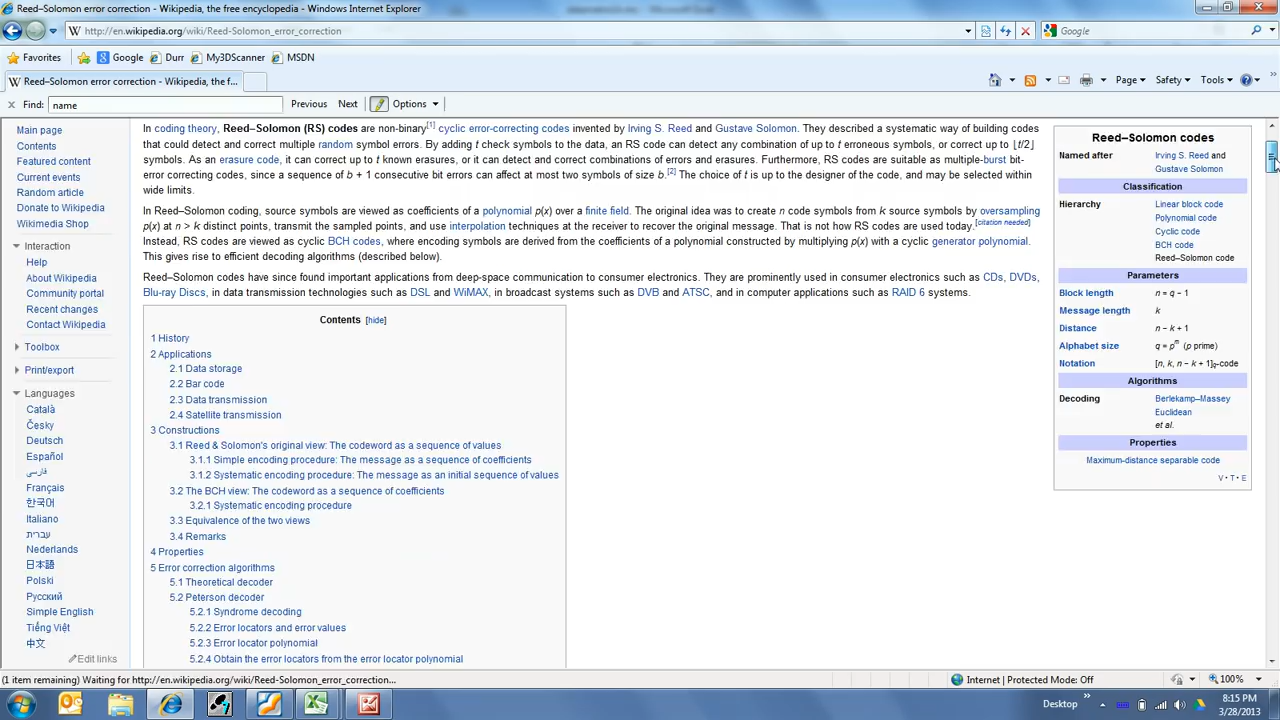 Reed–Solomon error correction - Wikipedia, the free encyclopedia - Windows Internet Explorer
http://en.wikipedia.org/wiki/Reed-Solomon_error_correction
Google
Favorites Google Durr My3DScanner MSDN
W Reed–Solomon error correction - Wikipedia, the f...
Page Safety Tools
Find: name Previous Next Options
Main page
Contents
Featured content
Current events
Random article
Donate to Wikipedia
Wikimedia Shop
Interaction
Help
About Wikipedia
Community portal
Recent changes
Contact Wikipedia
Toolbox
Print/export
Languages
Català
Česky
Deutsch
Español
فارسی
Français
한국어
Italiano
עברית
Nederlands
日本語
Polski
Русский
Simple English
Tiếng Việt
中文
Edit links
In coding theory, Reed–Solomon (RS) codes are non-binary[1] cyclic error-correcting codes invented by Irving S. Reed and Gustave Solomon. They described a systematic way of building codes
that could detect and correct multiple random symbol errors. By adding t check symbols to the data, an RS code can detect any combination of up to t erroneous symbols, or correct up to ⌊t/2⌋
symbols. As an erasure code, it can correct up to t known erasures, or it can detect and correct combinations of errors and erasures. Furthermore, RS codes are suitable as multiple-burst bit-
error correcting codes, since a sequence of b + 1 consecutive bit errors can affect at most two symbols of size b.[2] The choice of t is up to the designer of the code, and may be selected within
wide limits.
In Reed–Solomon coding, source symbols are viewed as coefficients of a polynomial p(x) over a finite field. The original idea was to create n code symbols from k source symbols by oversampling
p(x) at n > k distinct points, transmit the sampled points, and use interpolation techniques at the receiver to recover the original message. That is not how RS codes are used today.[citation needed]
Instead, RS codes are viewed as cyclic BCH codes, where encoding symbols are derived from the coefficients of a polynomial constructed by multiplying p(x) with a cyclic generator polynomial.
This gives rise to efficient decoding algorithms (described below).
Reed–Solomon codes have since found important applications from deep-space communication to consumer electronics. They are prominently used in consumer electronics such as CDs, DVDs,
Blu-ray Discs, in data transmission technologies such as DSL and WiMAX, in broadcast systems such as DVB and ATSC, and in computer applications such as RAID 6 systems.
Contents [hide]
1 History
2 Applications
2.1 Data storage
2.2 Bar code
2.3 Data transmission
2.4 Satellite transmission
3 Constructions
3.1 Reed & Solomon's original view: The codeword as a sequence of values
3.1.1 Simple encoding procedure: The message as a sequence of coefficients
3.1.2 Systematic encoding procedure: The message as an initial sequence of values
3.2 The BCH view: The codeword as a sequence of coefficients
3.2.1 Systematic encoding procedure
3.3 Equivalence of the two views
3.4 Remarks
4 Properties
5 Error correction algorithms
5.1 Theoretical decoder
5.2 Peterson decoder
5.2.1 Syndrome decoding
5.2.2 Error locators and error values
5.2.3 Error locator polynomial
5.2.4 Obtain the error locators from the error locator polynomial
Reed–Solomon codes
Named after Irving S. Reed and
Gustave Solomon
Classification
Hierarchy Linear block code
Polynomial code
Cyclic code
BCH code
Reed–Solomon code
Parameters
Block length n = q − 1
Message length k
Distance n − k + 1
Alphabet size q = pm (p prime)
Notation [n, k, n − k + 1]q-code
Algorithms
Decoding Berlekamp–Massey
Euclidean
et al.
Properties
Maximum-distance separable code
V • T • E
(1 item remaining) Waiting for http://en.wikipedia.org/wiki/Reed-Solomon_error_correction...
Internet | Protected Mode: Off 100%
Desktop
8:15 PM
3/28/2013